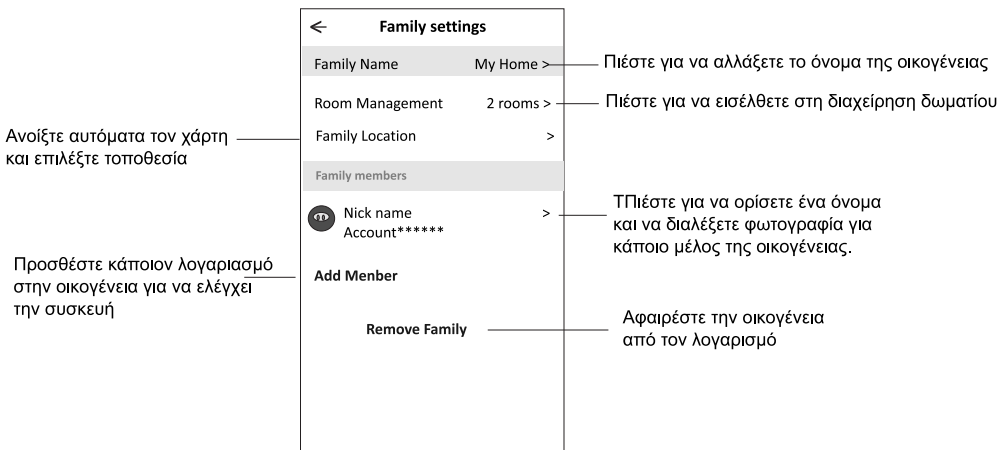 Family settings
Family Name My Home >
Πιέστε για να αλλάξετε το όνομα της οικογένειας
Room Management 2 rooms >
Πιέστε για να εισέλθετε στη διαχείρηση δωματίου
Ανοίξτε αυτόματα τον χάρτη
και επιλέξτε τοποθεσία
Family Location >
Family members
Nick name >
Account******
ΤΠιέστε για να ορίσετε ένα όνομα
και να διαλέξετε φωτογραφία για
κάποιο μέλος της οικογένειας.
Προσθέστε κάποιον λογαριασμό
στην οικογένεια για να ελέγχει
την συσκευή
Add Menber
Remove Family
Αφαιρέστε την οικογένεια
από τον λογαρισμό